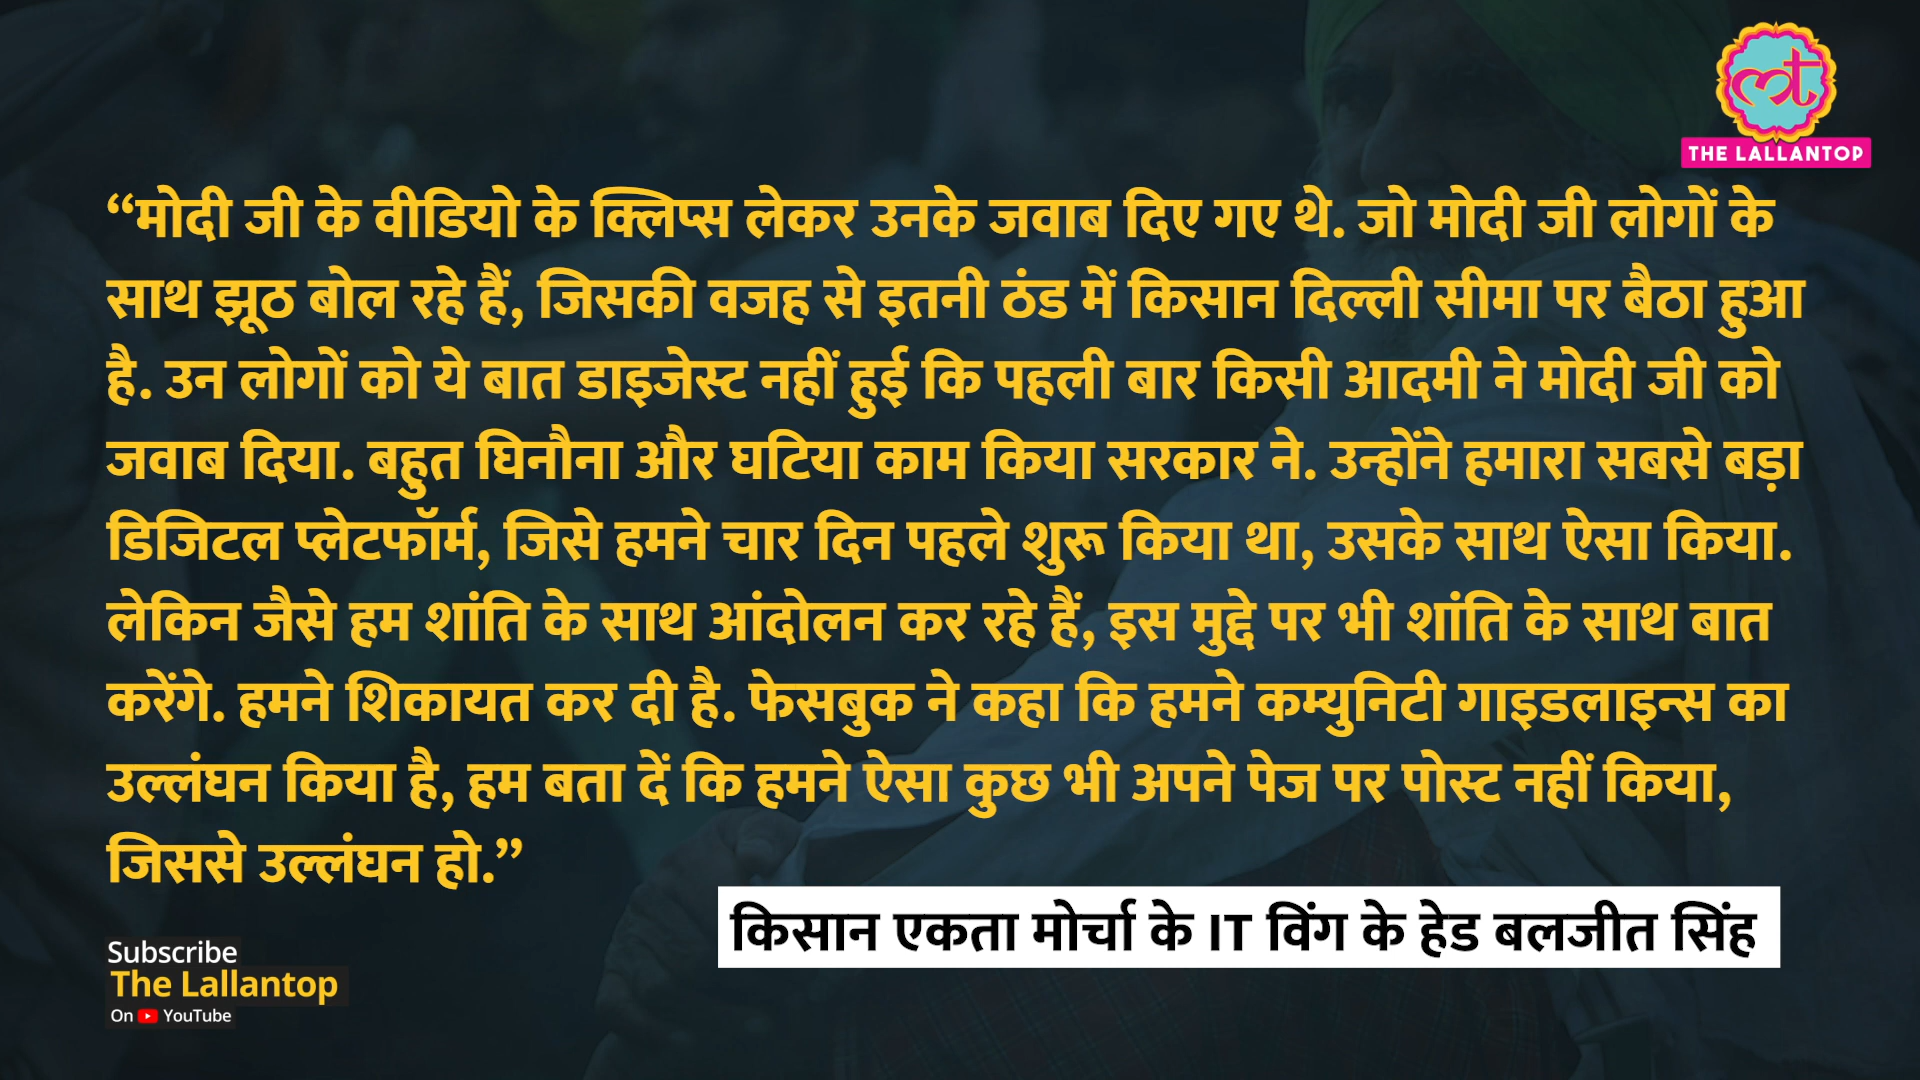 THE LALLANTOP
“मोदी जी के वीडियो के क्लिप्स लेकर उनके जवाब दिए गए थे. जो मोदी जी लोगों के
साथ झूठ बोल रहे हैं, जिसकी वजह से इतनी ठंड में किसान दिल्ली सीमा पर बैठा हुआ
है. उन लोगों को ये बात डाइजेस्ट नहीं हुई कि पहली बार किसी आदमी ने मोदी जी को
जवाब दिया. बहुत घिनौना और घटिया काम किया सरकार ने. उन्होंने हमारा सबसे बड़ा
डिजिटल प्लेटफॉर्म, जिसे हमने चार दिन पहले शुरू किया था, उसके साथ ऐसा किया.
लेकिन जैसे हम शांति के साथ आंदोलन कर रहे हैं, इस मुद्दे पर भी शांति के साथ बात
करेंगे. हमने शिकायत कर दी है. फेसबुक ने कहा कि हमने कम्युनिटी गाइडलाइन्स का
उल्लंघन किया है, हम बता दें कि हमने ऐसा कुछ भी अपने पेज पर पोस्ट नहीं किया,
जिससे उल्लंघन हो.”
किसान एकता मोर्चा के IT विंग के हेड बलजीत सिंह
Subscribe
The Lallantop
On YouTube